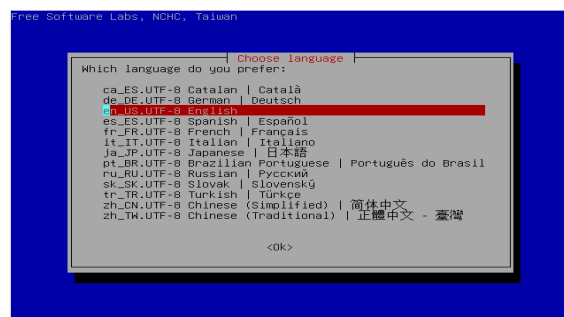 Free Software Labs, NCHC, Taiwan
Choose language
Which language do you prefer:
ca_ES.UTF-8 Catalan | Català
de_DE.UTF-8 German | Deutsch
en_US.UTF-8 English
es_ES.UTF-8 Spanish | Español
fr_FR.UTF-8 French | Français
it_IT.UTF-8 Italian | Italiano
ja_JP.UTF-8 Japanese | 日本語
pt_BR.UTF-8 Brazilian Portuguese | Português do Brasil
ru_RU.UTF-8 Russian | Русский
sk_SK.UTF-8 Slovak | Slovenský
tr_TR.UTF-8 Turkish | Türkçe
zh_CN.UTF-8 Chinese (Simplified) | 简体中文
zh_TW.UTF-8 Chinese (Traditional) | 正體中文 - 臺灣
<Ok>